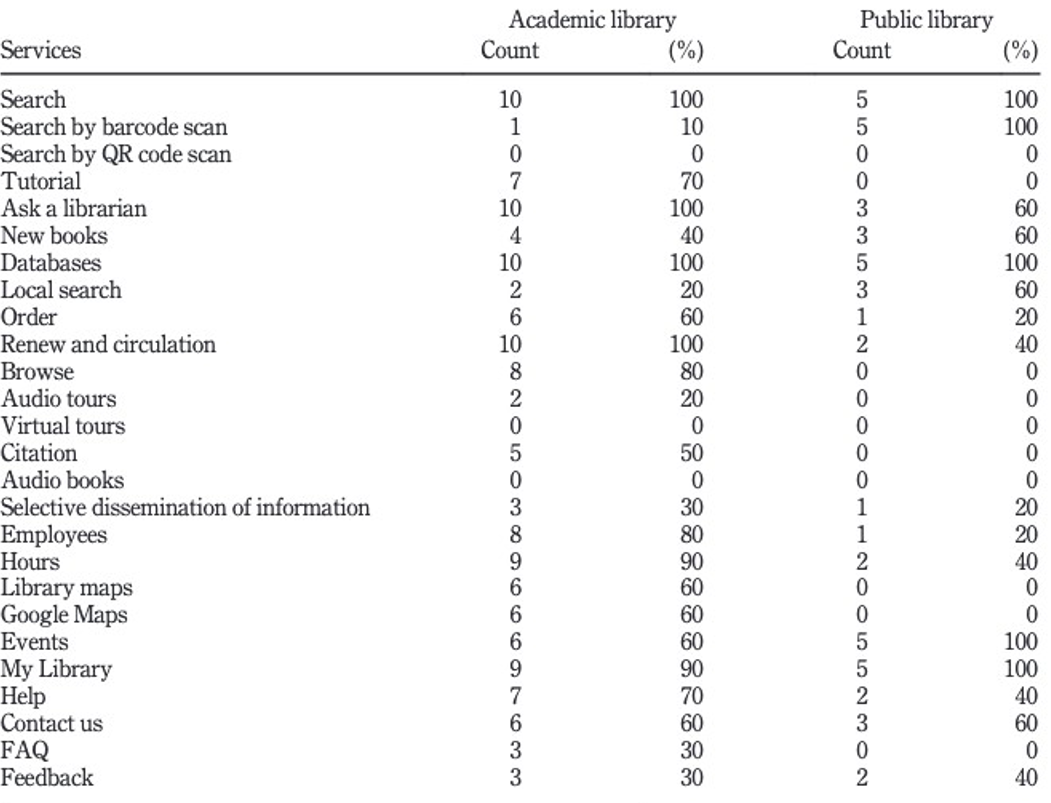 Academic library Public library
Services Count (%) Count (%)
Search 10 100 5 100
Search by barcode scan 1 10 5 100
Search by QR code scan 0 0 0 0
Tutorial 7 70 0 0
Ask a librarian 10 100 3 60
New books 4 40 3 60
Databases 10 100 5 100
Local search 2 20 3 60
Order 6 60 1 20
Renew and circulation 10 100 2 40
Browse 8 80 0 0
Audio tours 2 20 0 0
Virtual tours 0 0 0 0
Citation 5 50 0 0
Audio books 0 0 0 0
Selective dissemination of information 3 30 1 20
Employees 8 80 1 20
Hours 9 90 2 40
Library maps 6 60 0 0
Google Maps 6 60 0 0
Events 6 60 5 100
My Library 9 90 5 100
Help 7 70 2 40
Contact us 6 60 3 60
FAQ 3 30 0 0
Feedback 3 30 2 40